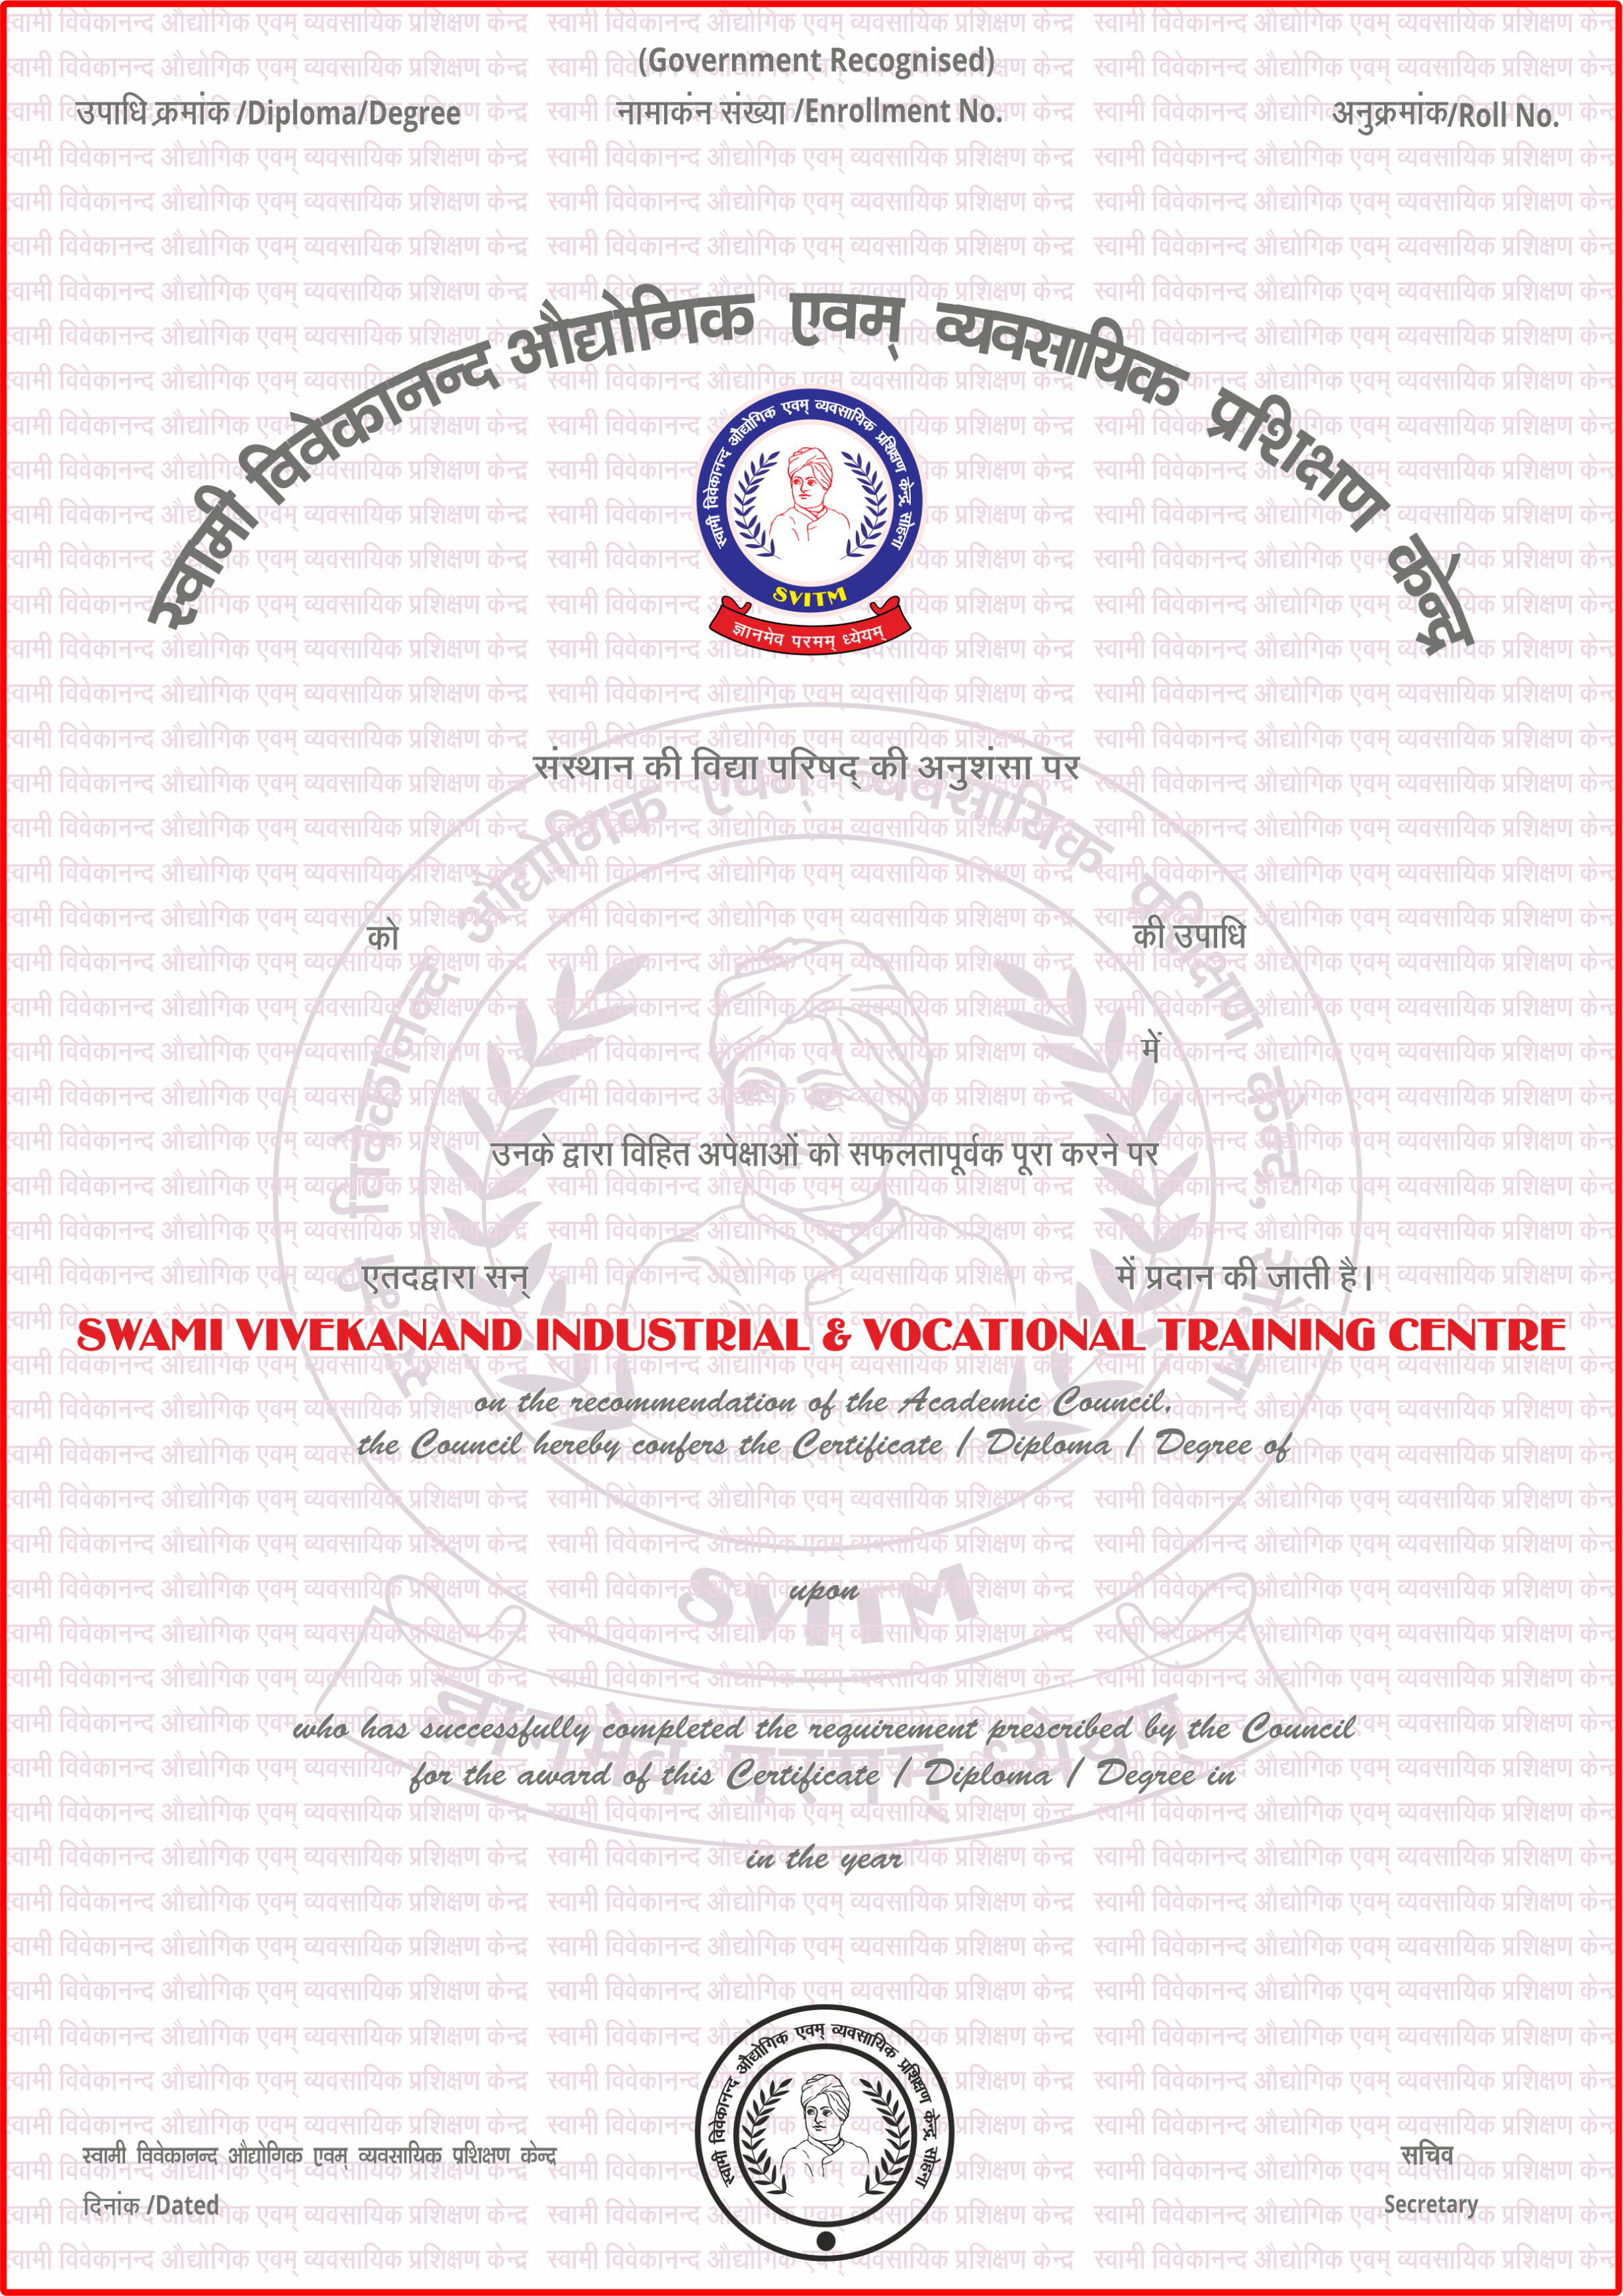 (Government Recognised)
उपाधि क्रमांक /Diploma/Degree
नामाकंन संख्या /Enrollment No.
अनुक्रमांक/Roll No.
स्वामी विवेकानन्द औद्योगिक एवम् व्यवसायिक प्रशिक्षण केन्द्र
स्वामी विवेकानन्द औद्योगिक एवम् व्यवसायिक प्रशिक्षण केन्द्र सोहना
SVITM
ज्ञानमेव परमम् ध्येयम्
संस्थान की विद्या परिषद् की अनुशंसा पर
को
की उपाधि
में
उनके द्वारा विहित अपेक्षाओं को सफलतापूर्वक पूरा करने पर
एतदद्वारा सन्
में प्रदान की जाती है।
SWAMI VIVEKANAND INDUSTRIAL & VOCATIONAL TRAINING CENTRE
on the recommendation of the Academic Council,
the Council hereby confers the Certificate / Diploma / Degree of
upon
SVITM
who has successfully completed the requirement prescribed by the Council
for the award of this Certificate / Diploma / Degree in
in the year
स्वामी विवेकानन्द औद्योगिक एवम् व्यवसायिक प्रशिक्षण केन्द्र सोहना
स्वामी विवेकानन्द औद्योगिक एवम् व्यवसायिक प्रशिक्षण केन्द्र
दिनांक /Dated
सचिव
Secretary